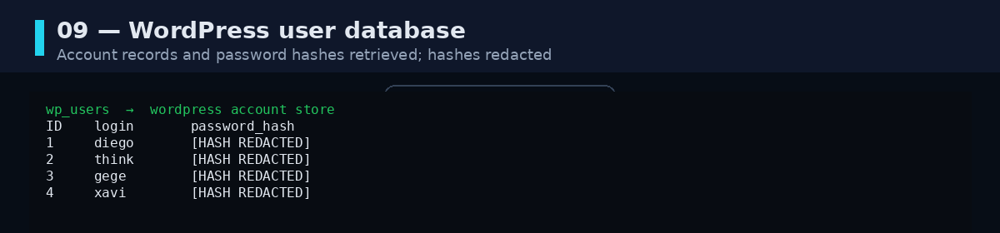 09 — WordPress user database
Account records and password hashes retrieved; hashes redacted
wp_users → wordpress account store
ID login password_hash
1 diego [HASH REDACTED]
2 think [HASH REDACTED]
3 gege [HASH REDACTED]
4 xavi [HASH REDACTED]